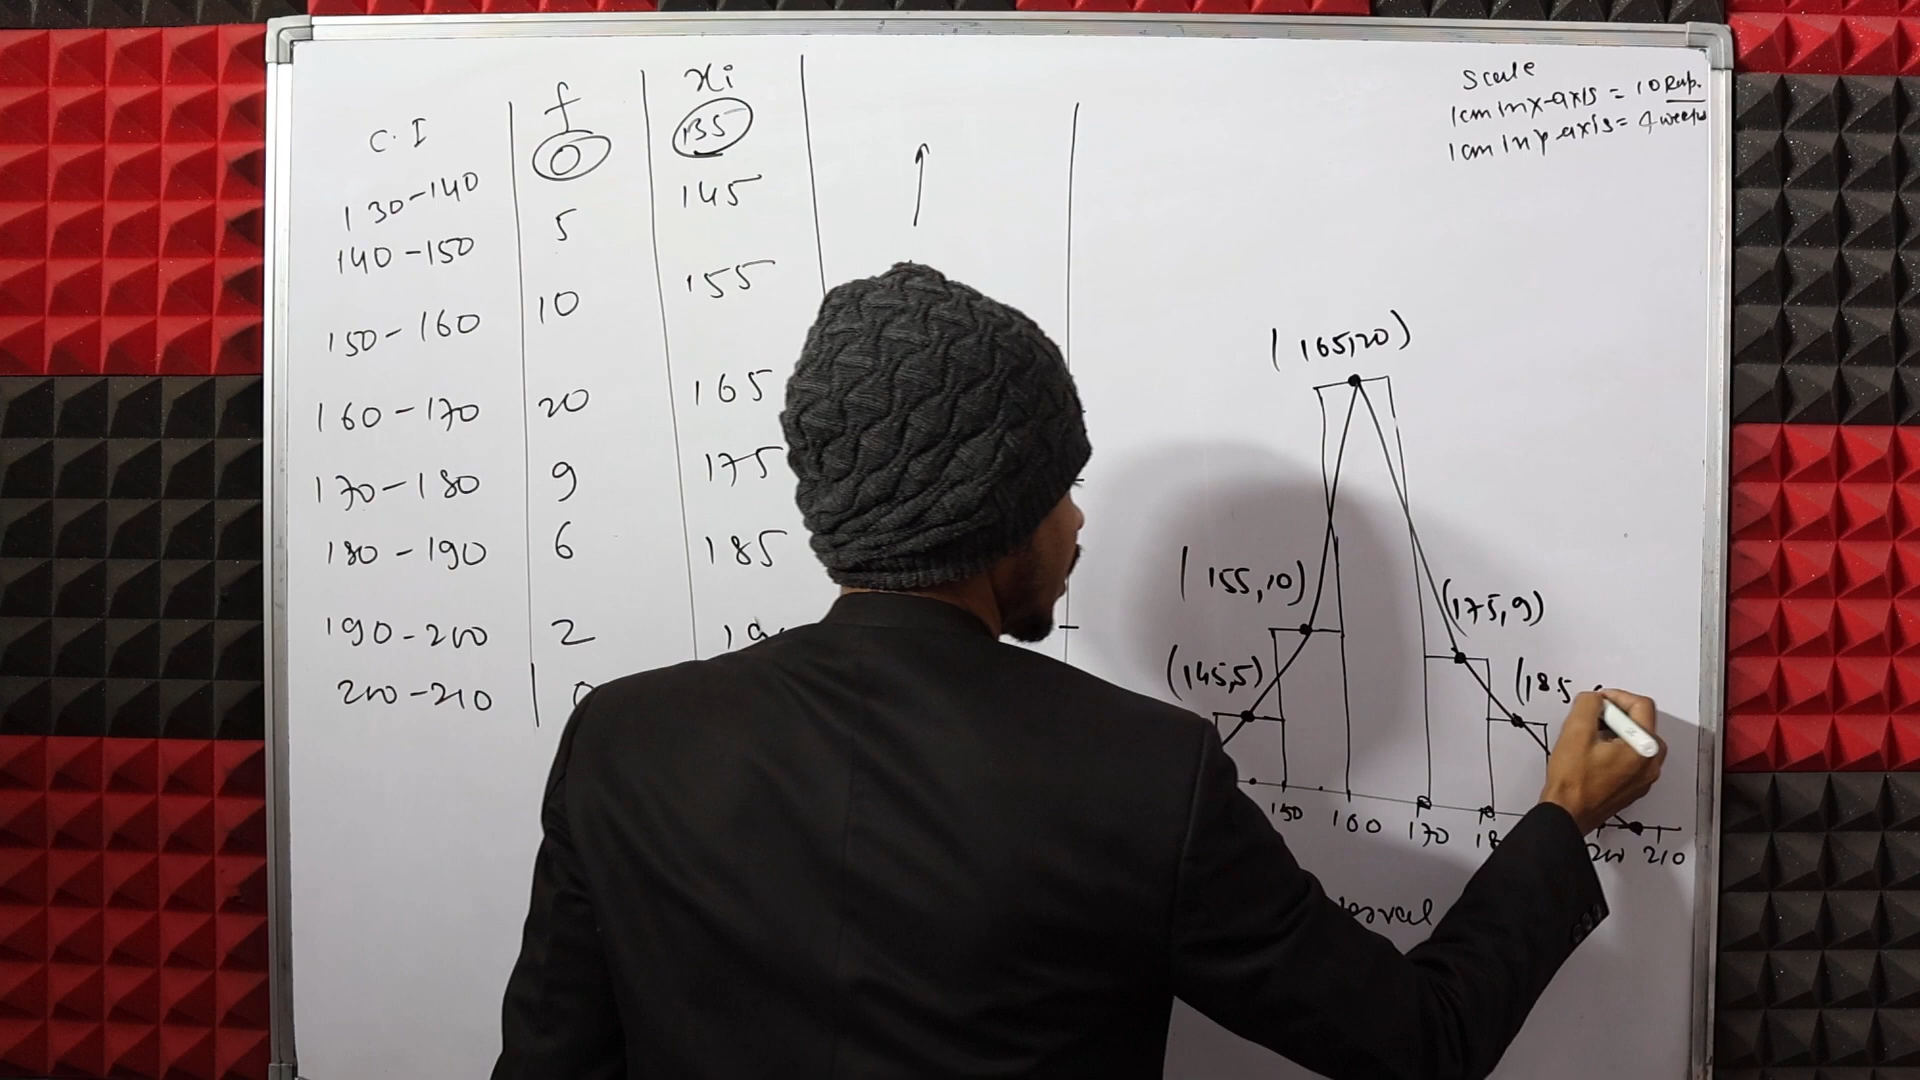 C.I f xi
0 135
130-140 5 145
140-150 10 155
150-160
160-170 20 165
170-180 9 175
180-190 6 185
190-200 2
200-210
Scale
1cm in x-axis = 10 Rup.
1cm in y axis = 4 weeks
(165,20)
(155,10)
(175,9)
(145,5)
(185
150 160 170 200 210